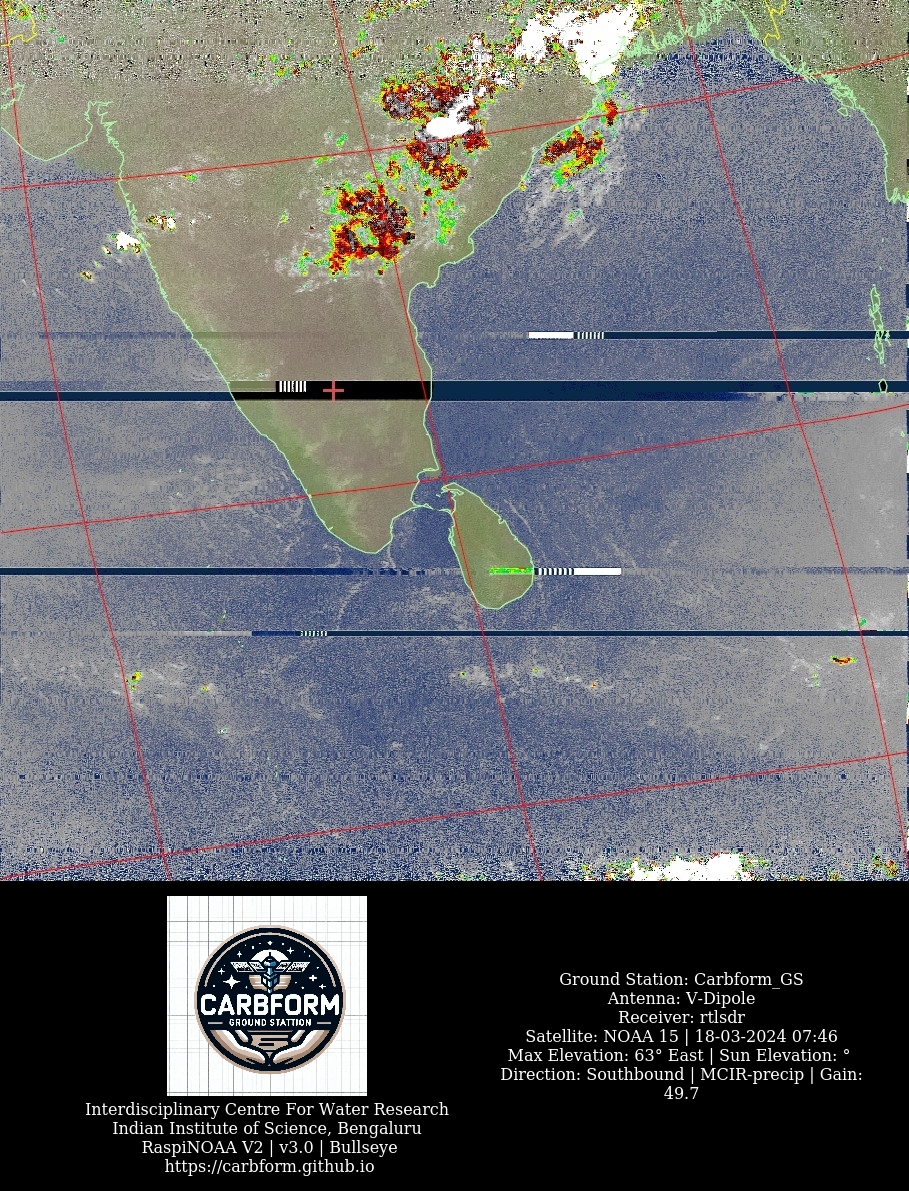 CARBFORM
GROUND STATTION
Interdisciplinary Centre For Water Research
Indian Institute of Science, Bengaluru
RaspiNOAA V2 | v3.0 | Bullseye
https://carbform.github.io
Ground Station: Carbform_GS
Antenna: V-Dipole
Receiver: rtlsdr
Satellite: NOAA 15 | 18-03-2024 07:46
Max Elevation: 63° East | Sun Elevation: °
Direction: Southbound | MCIR-precip | Gain:
49.7